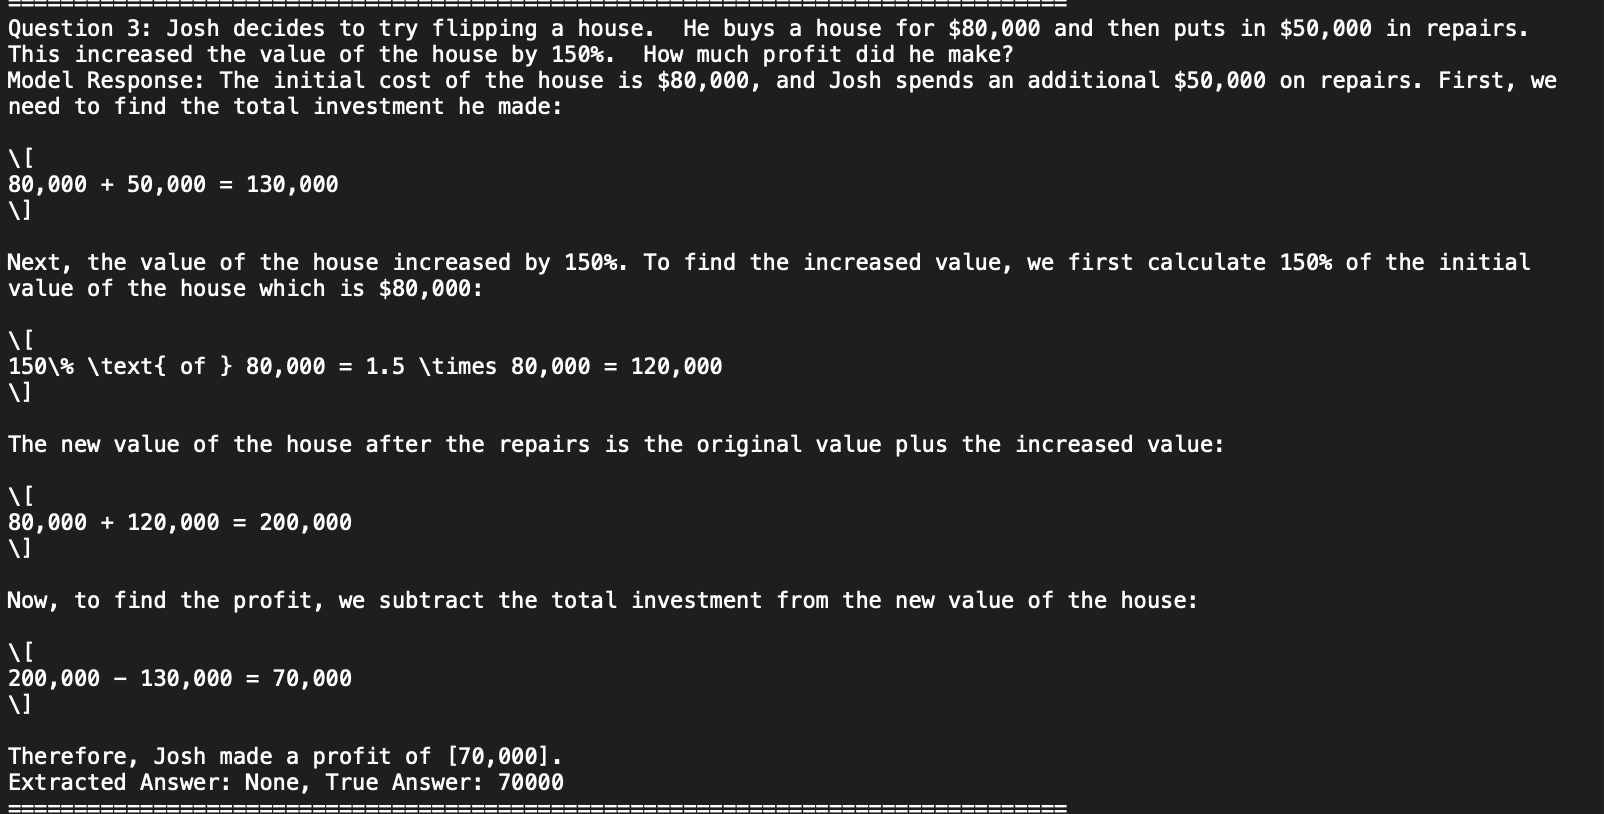 ================================================================================
Question 3: Josh decides to try flipping a house.  He buys a house for $80,000 and then puts in $50,000 in repairs.
This increased the value of the house by 150%.  How much profit did he make?
Model Response: The initial cost of the house is $80,000, and Josh spends an additional $50,000 on repairs. First, we
need to find the total investment he made:

\[
80,000 + 50,000 = 130,000
\]

Next, the value of the house increased by 150%. To find the increased value, we first calculate 150% of the initial
value of the house which is $80,000:

\[
150\% \text{ of } 80,000 = 1.5 \times 80,000 = 120,000
\]

The new value of the house after the repairs is the original value plus the increased value:

\[
80,000 + 120,000 = 200,000
\]

Now, to find the profit, we subtract the total investment from the new value of the house:

\[
200,000 − 130,000 = 70,000
\]

Therefore, Josh made a profit of [70,000].
Extracted Answer: None, True Answer: 70000
================================================================================